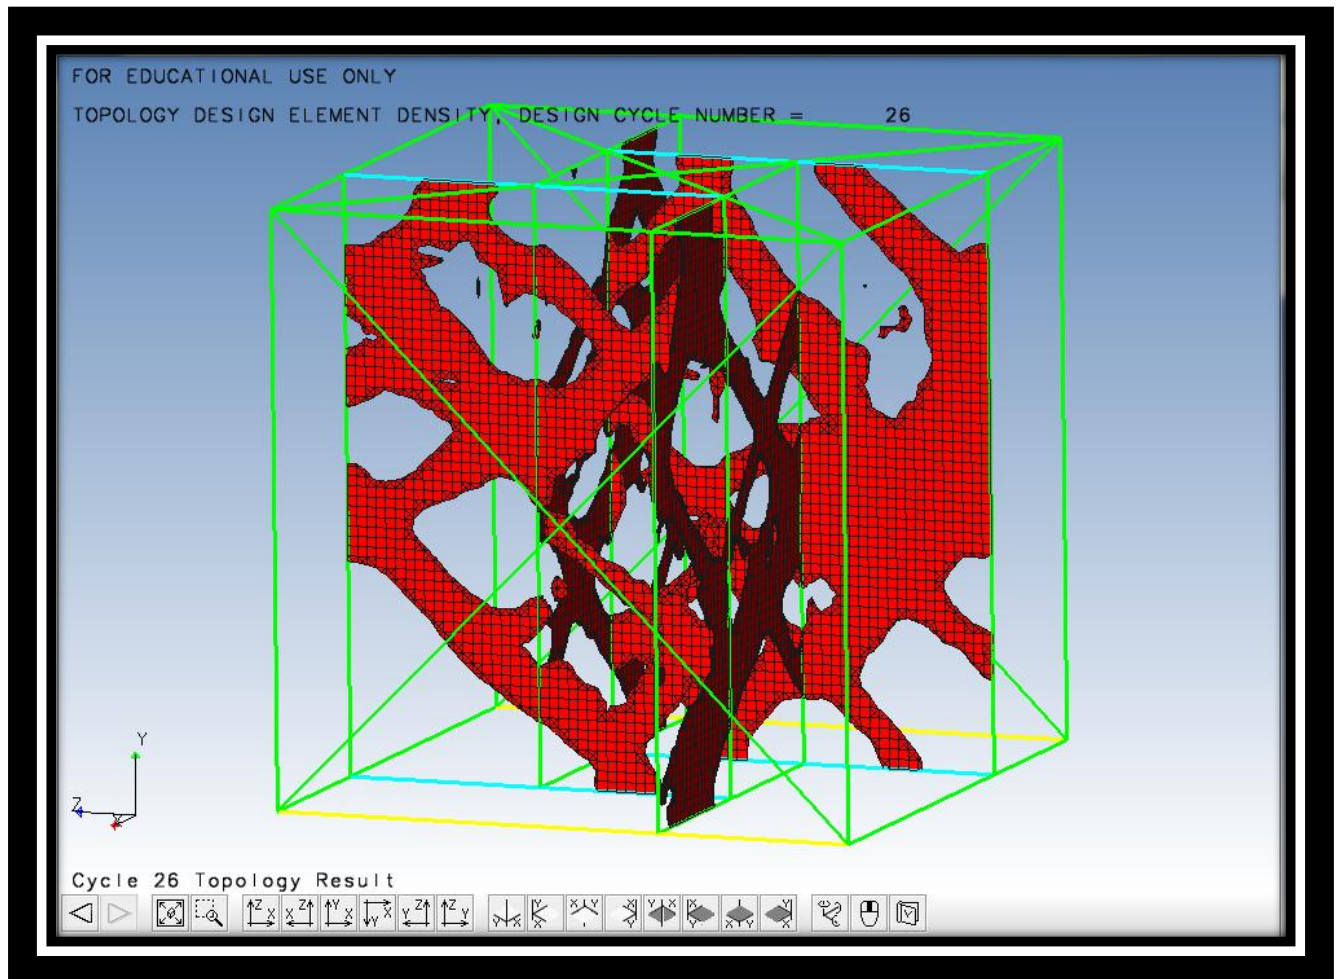 FOR EDUCATIONAL USE ONLY
TOPOLOGY DESIGN ELEMENT DENSITY, DESIGN CYCLE NUMBER = 26
Y
Z
X
Cycle 26 Topology Result